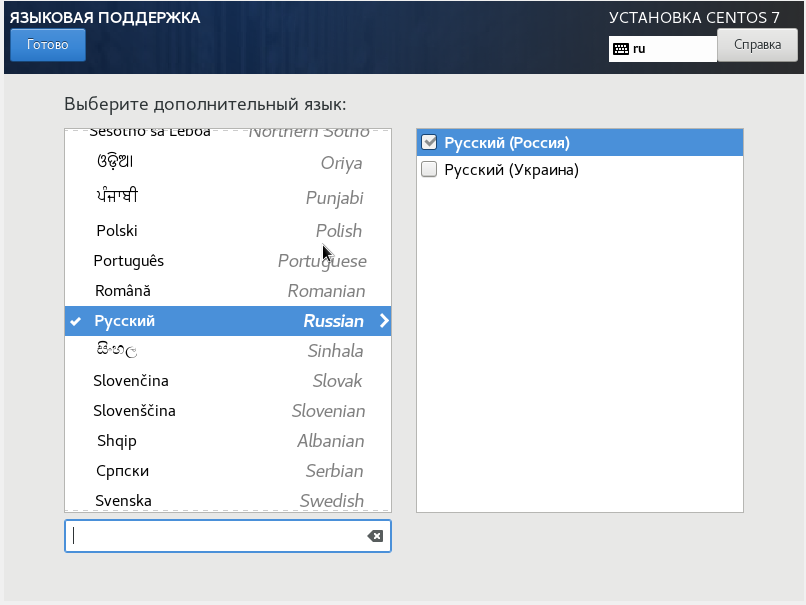 ЯЗЫКОВАЯ ПОДДЕРЖКА
УСТАНОВКА CENTOS 7
Готово
ru
Справка
Выберите дополнительный язык:
Sesotho sa Leboa Northern Sotho
ଓଡ଼ିଆ Oriya
ਪੰਜਾਬੀ Punjabi
Polski Polish
Português Portuguese
Română Romanian
Русский Russian
සිංහල Sinhala
Slovenčina Slovak
Slovenščina Slovenian
Shqip Albanian
Српски Serbian
Svenska Swedish
Русский (Россия)
Русский (Украина)